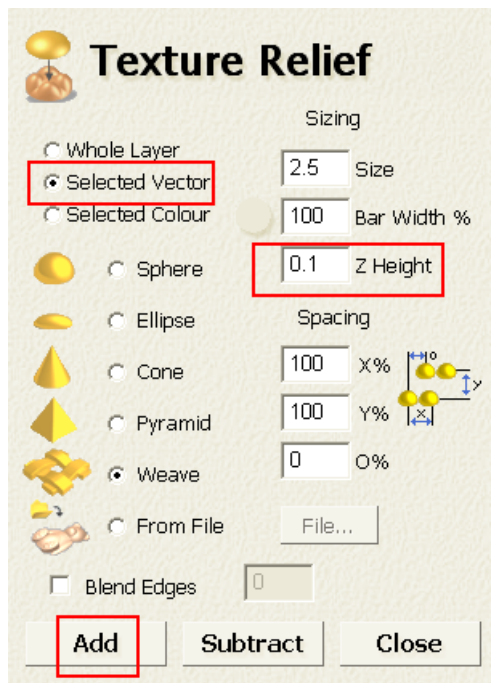 Texture Relief
Sizing
Whole Layer
Selected Vector
Selected Colour
2.5 Size
100 Bar Width %
0.1 Z Height
Sphere
Ellipse
Cone
Pyramid
Weave
From File
Spacing
100 X%
100 Y%
0 O%
o
y
x
File...
Blend Edges 0
Add Subtract Close